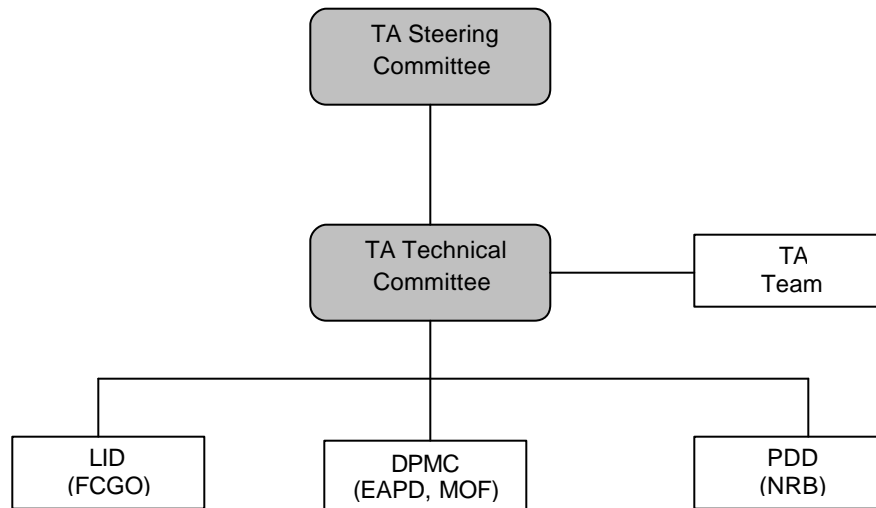 TA Steering
Committee
TA Technical
Committee
TA
Team
LID
(FCGO)
DPMC
(EAPD, MOF)
PDD
(NRB)